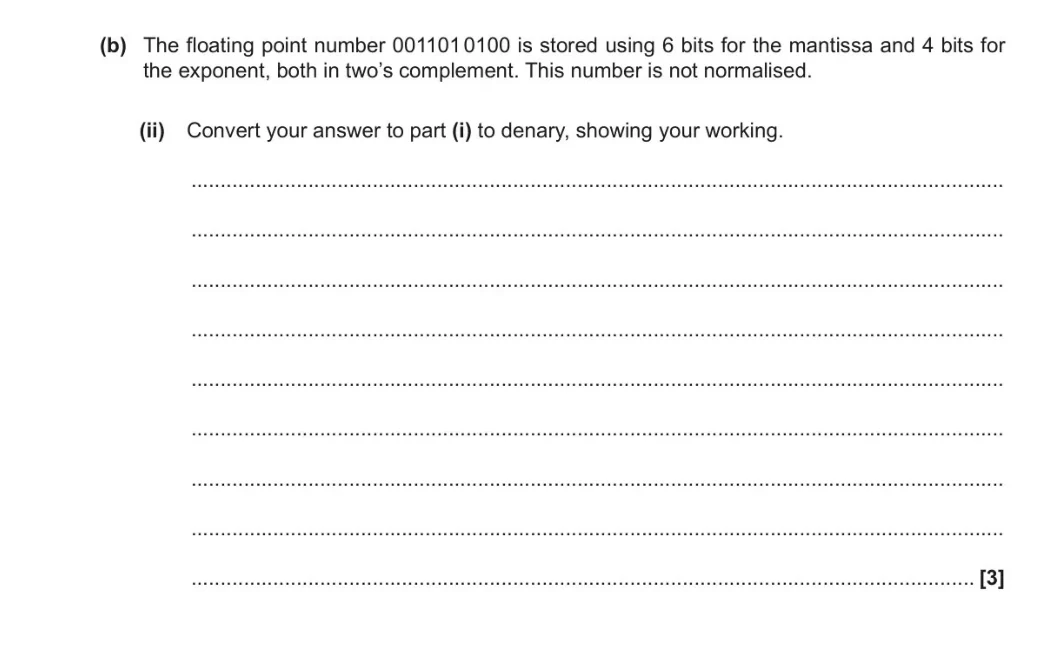 (b) The floating point number 0011010100 is stored using 6 bits for the mantissa and 4 bits for
the exponent, both in two’s complement. This number is not normalised.
(ii) Convert your answer to part (i) to denary, showing your working.
[3]